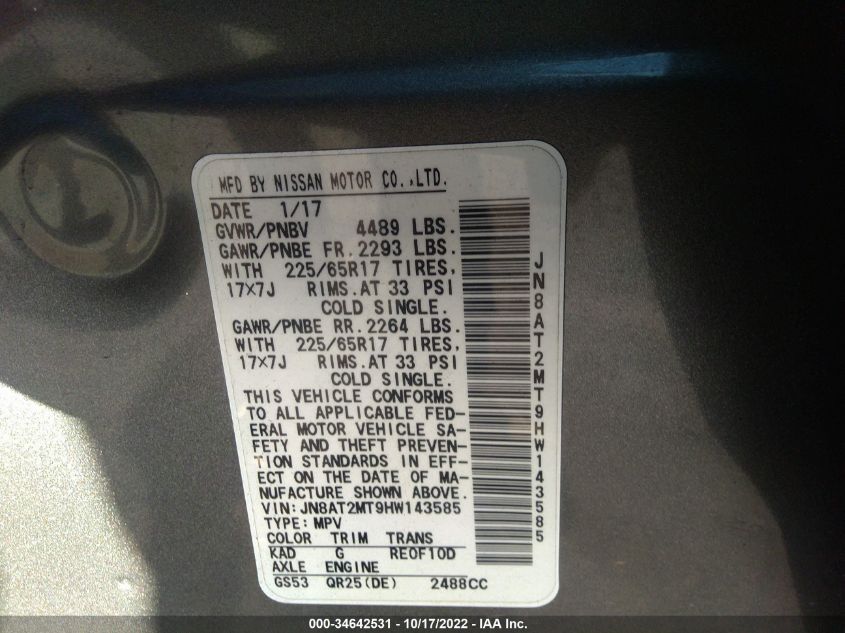 MFD BY NISSAN MOTOR CO.,LTD.
DATE 1/17
GVWR/PNBV 4489 LBS.
GAWR/PNBE FR. 2293 LBS.
WITH 225/65R17 TIRES,
17×7J RIMS.AT 33 PSI
COLD SINGLE.
GAWR/PNBE RR. 2264 LBS.
WITH 225/65R17 TIRES,
17×7J RIMS.AT 33 PSI
COLD SINGLE.
THIS VEHICLE CONFORMS
TO ALL APPLICABLE FED-
ERAL MOTOR VEHICLE SA-
FETY AND THEFT PREVEN-
TION STANDARDS IN EFF-
ECT ON THE DATE OF MA-
NUFACTURE SHOWN ABOVE.
VIN: JN8AT2MT9HW143585
TYPE: MPV
COLOR TRIM TRANS
KAD G RE0F10D
AXLE ENGINE
GS53 QR25(DE) 2488CC
JN8AT2MT9HW143585
000-34642531 - 10/17/2022 - IAA Inc.